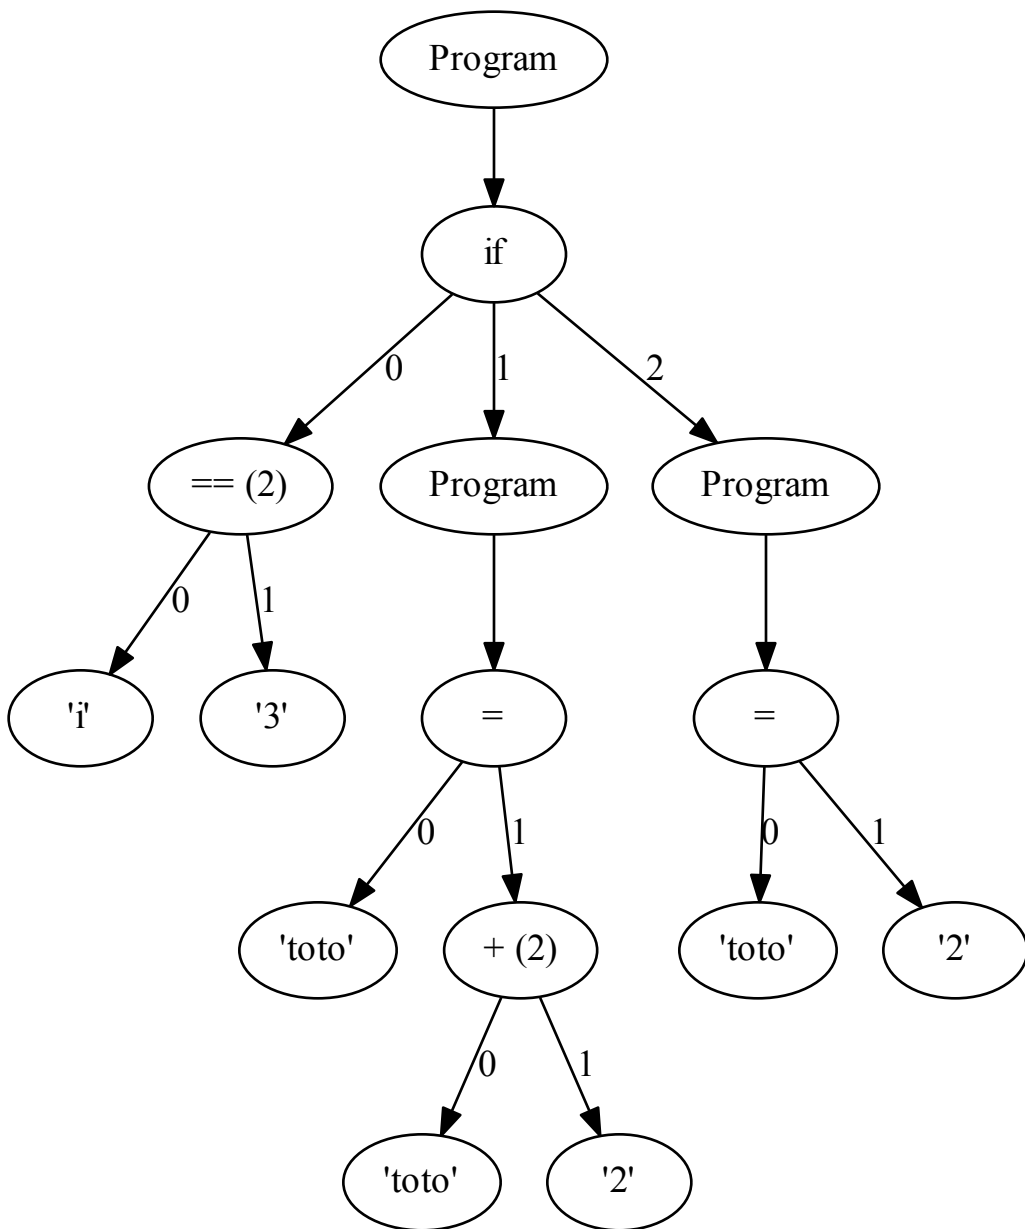 Program
if
0
1
2
== (2)
Program
Program
0
1
'i'
'3'
=
=
0
1
0
1
'toto'
+ (2)
'toto'
'2'
0
1
'toto'
'2'